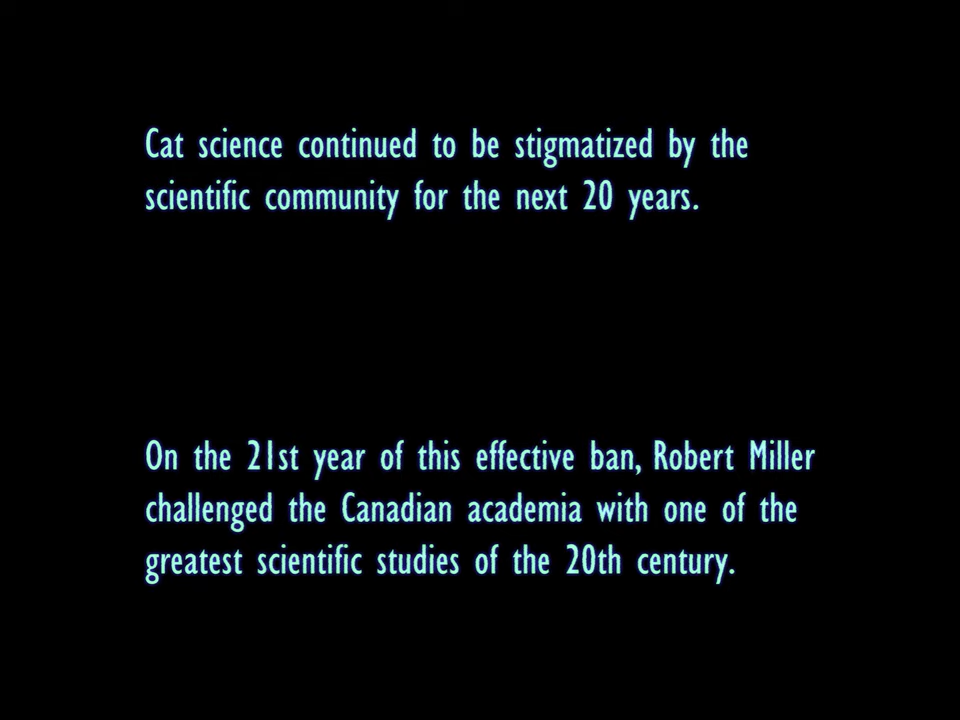 Cat science continued to be stigmatized by the
scientific community for the next 20 years.
On the 21st year of this effective ban, Robert Miller
challenged the Canadian academia with one of the
greatest scientific studies of the 20th century.